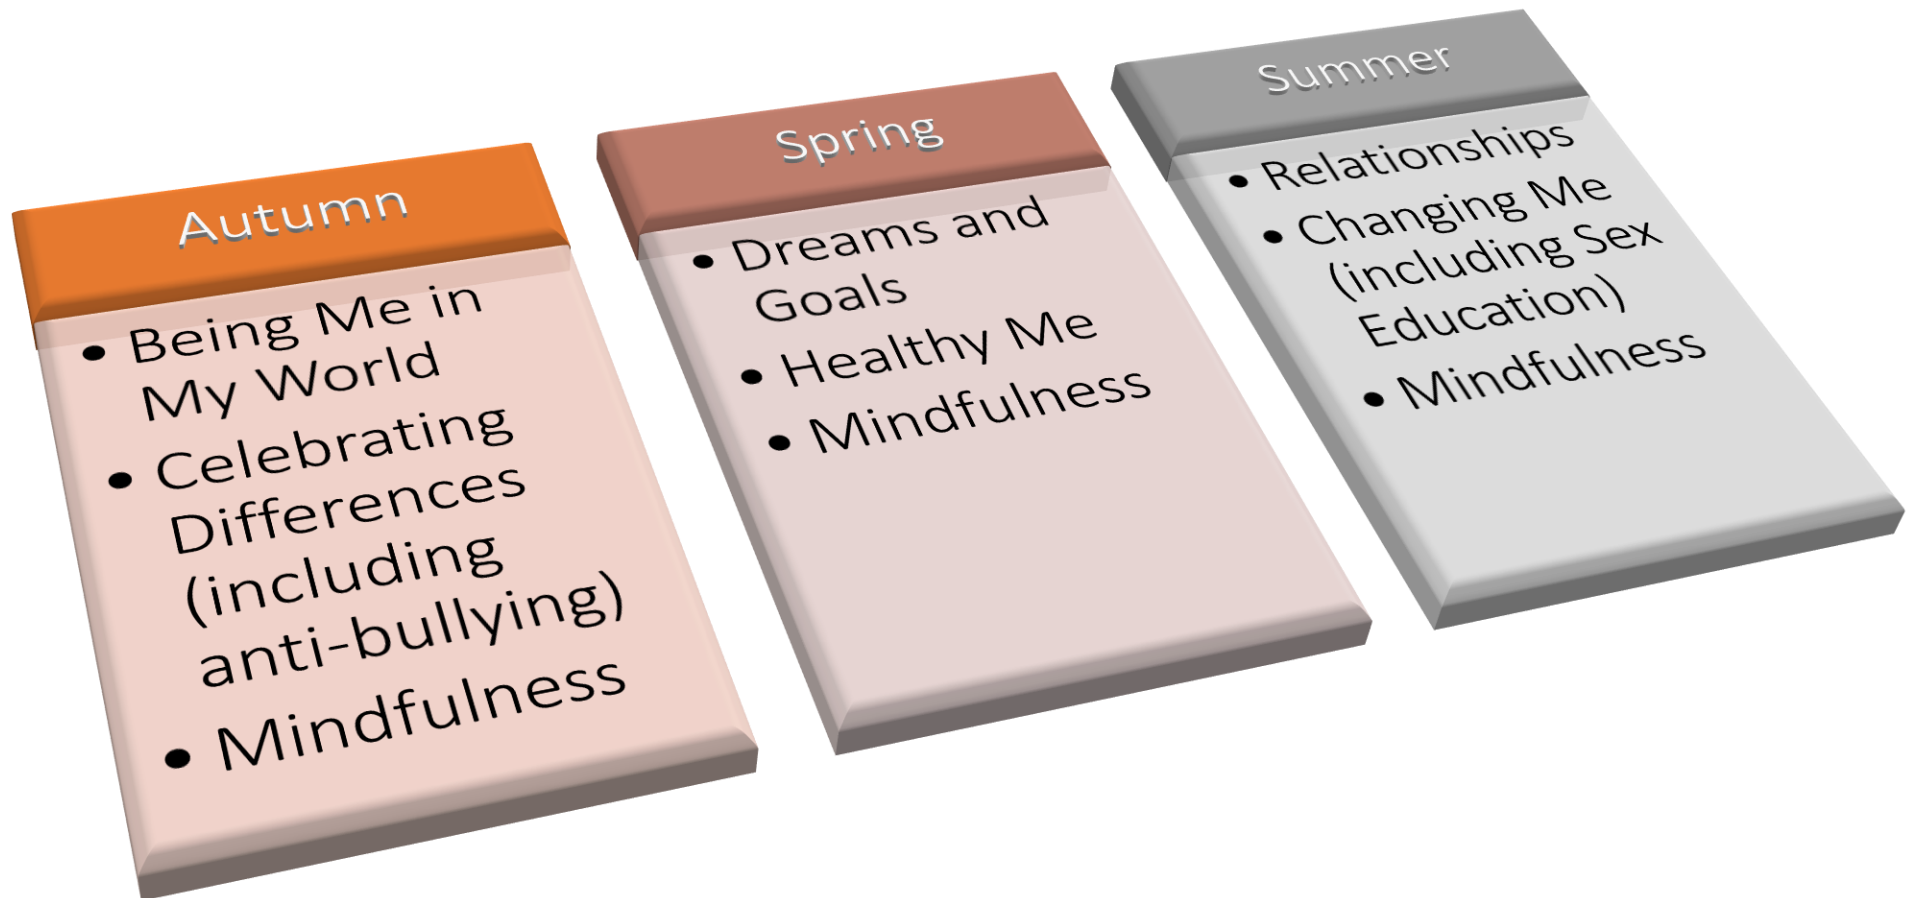 Autumn
• Being Me in
My World
• Celebrating
Differences
(including
anti-bullying)
• Mindfulness
Spring
• Dreams and
Goals
• Healthy Me
• Mindfulness
Summer
• Relationships
• Changing Me
(including Sex
Education)
• Mindfulness